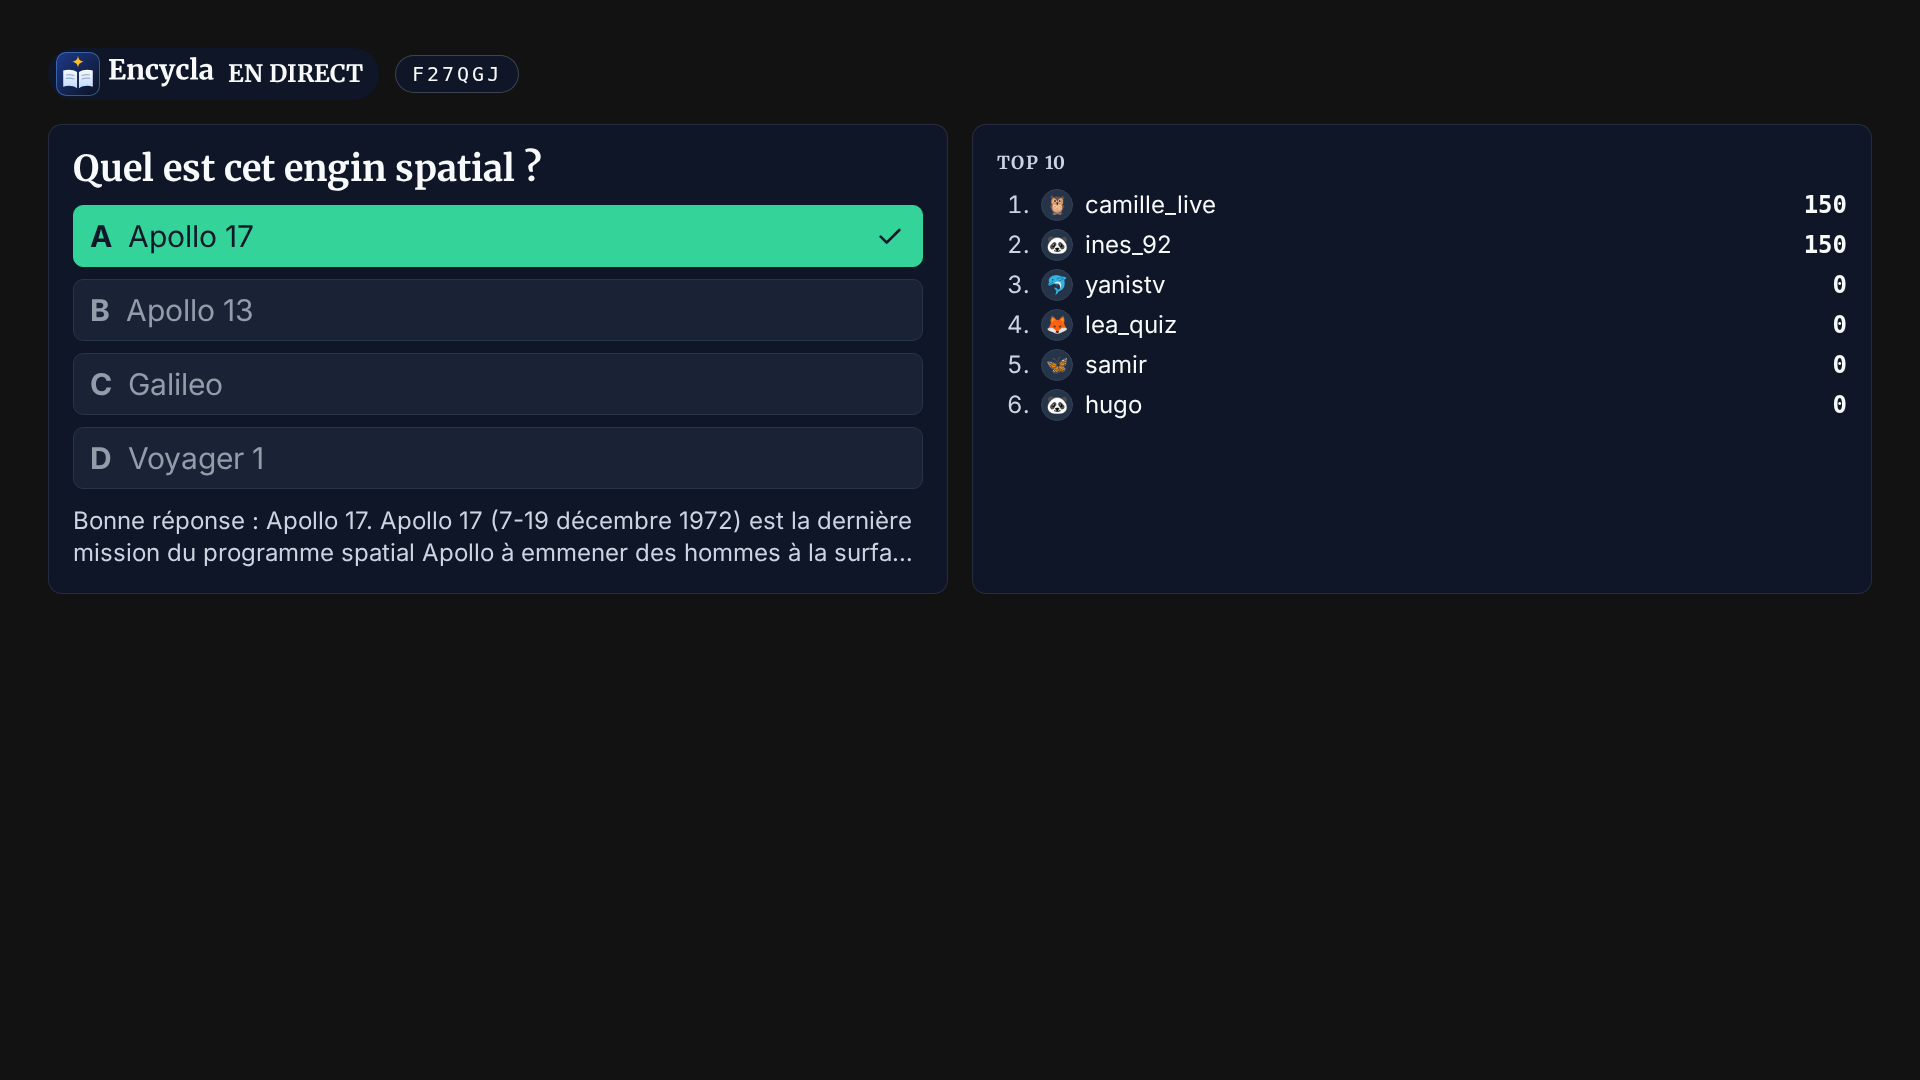 Encycla EN DIRECT F27QGJ
Quel est cet engin spatial ?
A Apollo 17
B Apollo 13
C Galileo
D Voyager 1
Bonne réponse : Apollo 17. Apollo 17 (7-19 décembre 1972) est la dernière
mission du programme spatial Apollo à emmener des hommes à la surfa...
TOP 10
1. camille_live 150
2. ines_92 150
3. yanistv 0
4. lea_quiz 0
5. samir 0
6. hugo 0